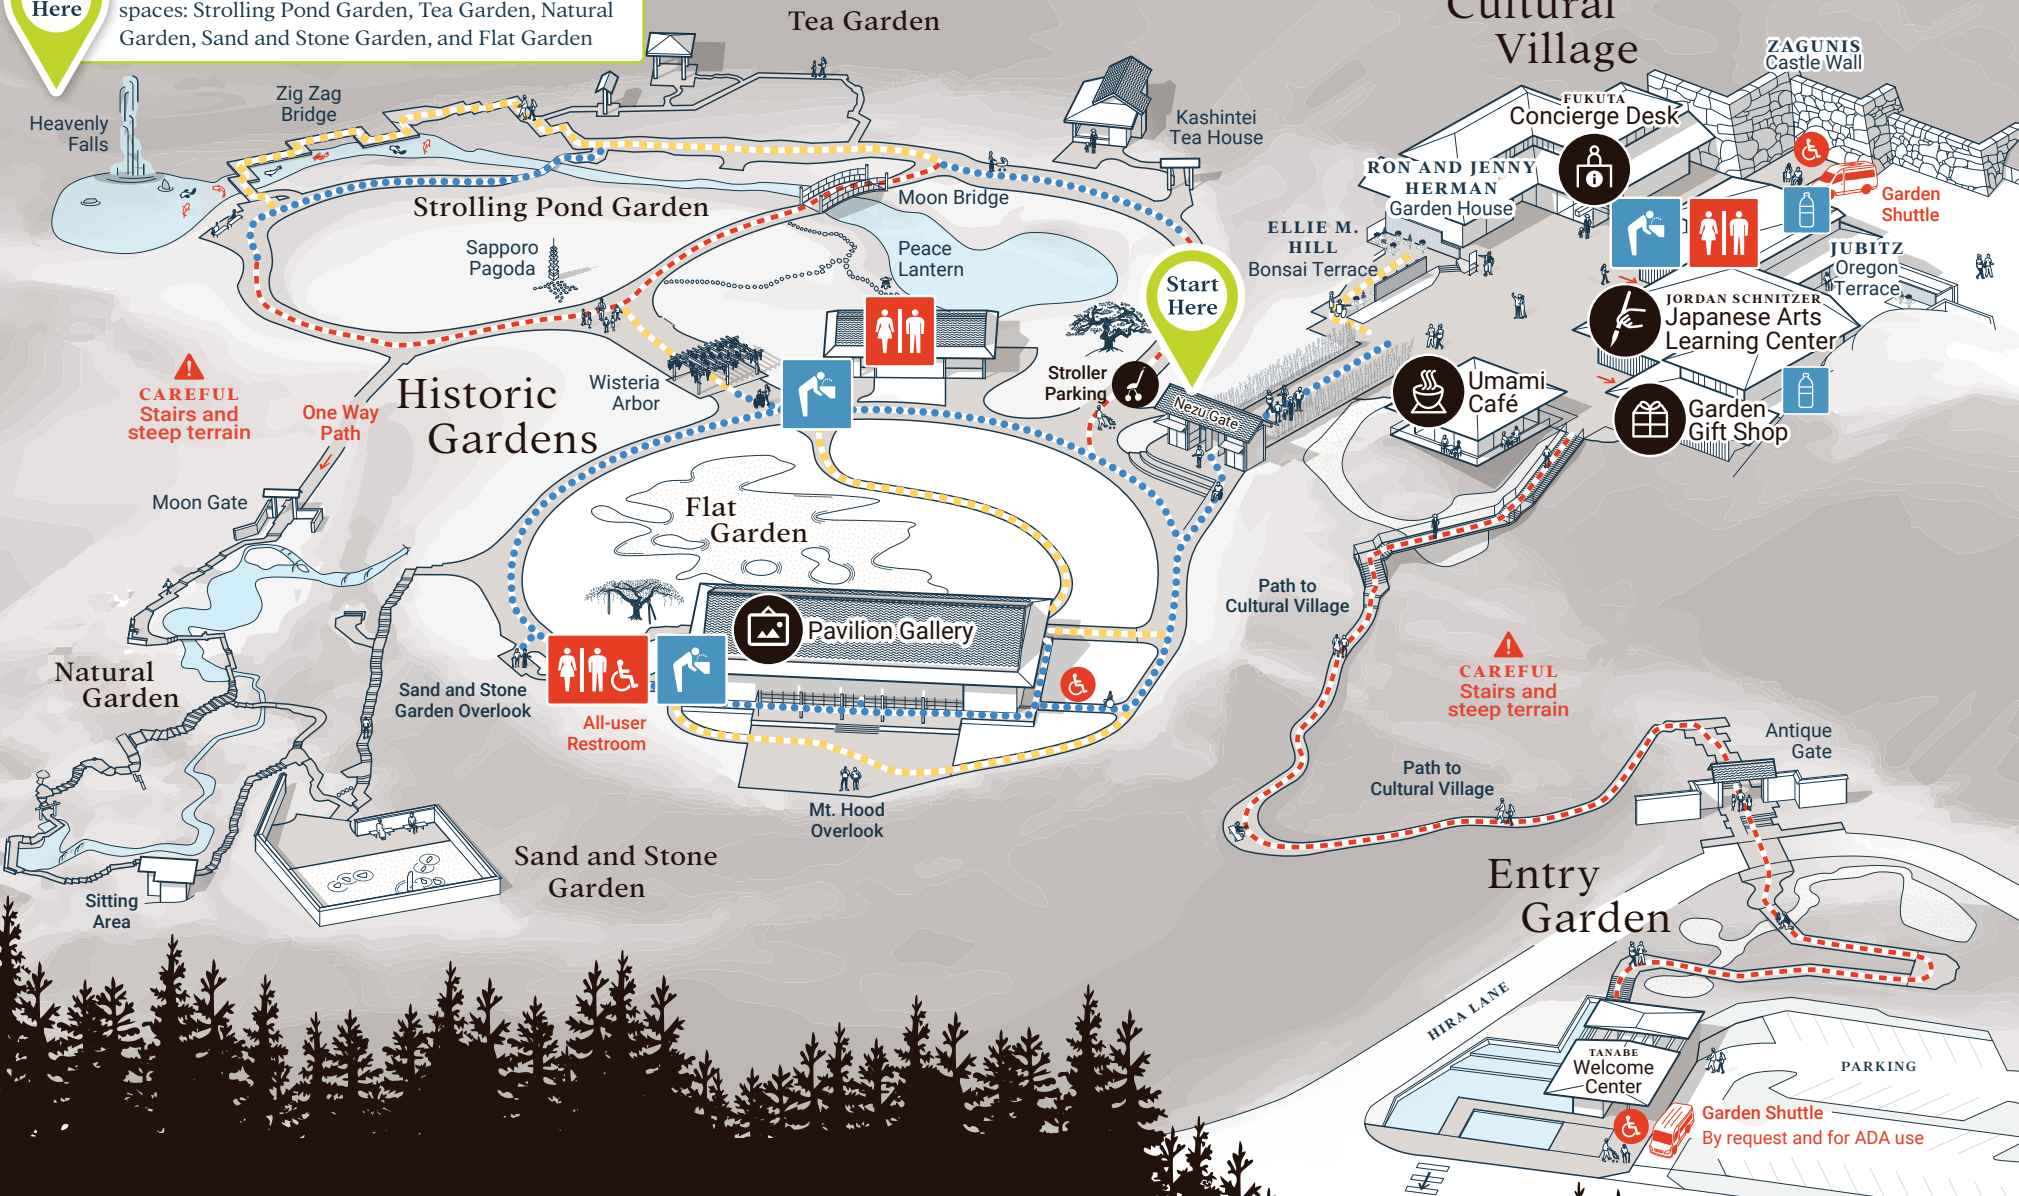 Here
spaces: Strolling Pond Garden, Tea Garden, Natural
Garden, Sand and Stone Garden, and Flat Garden
Tea Garden
Cultural
Village
ZAGUNIS
Castle Wall
Heavenly
Falls
Zig Zag
Bridge
Kashintei
Tea House
FUKUTA
Concierge Desk
RON AND JENNY
HERMAN
Garden House
Garden
Shuttle
Strolling Pond Garden
Moon Bridge
Sapporo
Pagoda
Peace
Lantern
ELLIE M.
HILL
Bonsai Terrace
JUBITZ
Oregon
Terrace
Start
Here
JORDAN SCHNITZER
Japanese Arts
Learning Center
CAREFUL
Stairs and
steep terrain
One Way
Path
Historic
Gardens
Wisteria
Arbor
Stroller
Parking
Nezu Gate
Umami
Café
Garden
Gift Shop
Moon Gate
Flat
Garden
Path to
Cultural Village
Pavilion Gallery
Natural
Garden
Sand and Stone
Garden Overlook
All-user
Restroom
CAREFUL
Stairs and
steep terrain
Antique
Gate
Path to
Cultural Village
Mt. Hood
Overlook
Sand and Stone
Garden
Sitting
Area
Entry
Garden
HIRA LANE
TANABE
Welcome
Center
PARKING
Garden Shuttle
By request and for ADA use